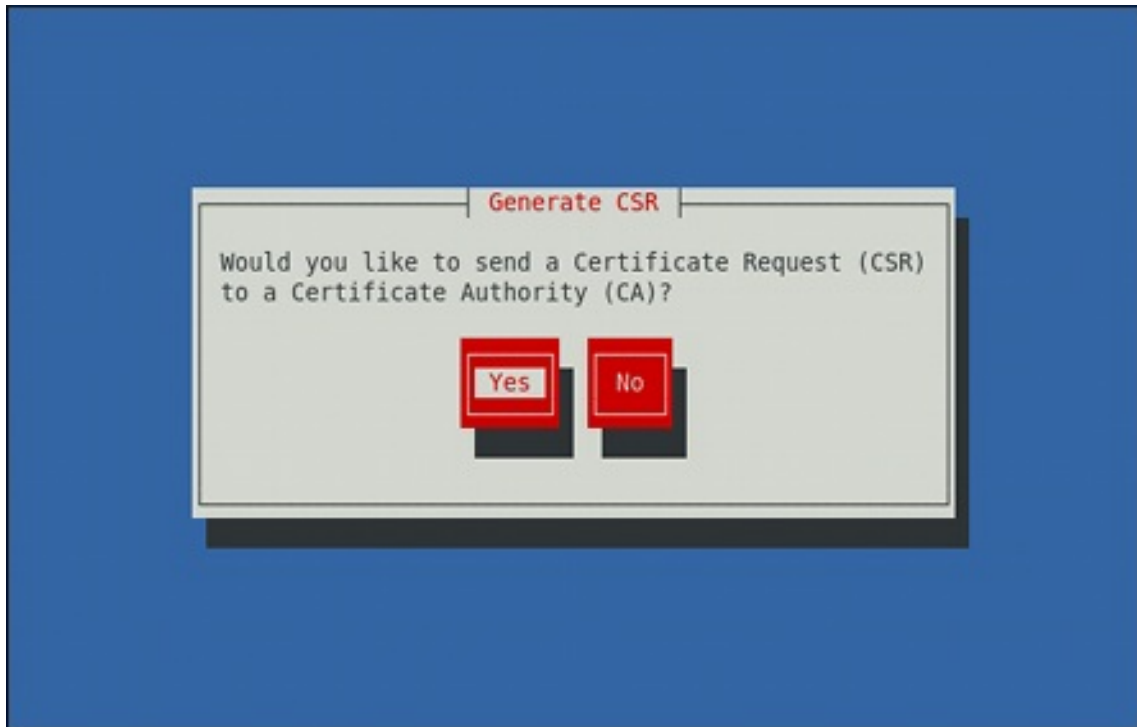 Generate CSR
Would you like to send a Certificate Request (CSR)
to a Certificate Authority (CA)?
Yes No